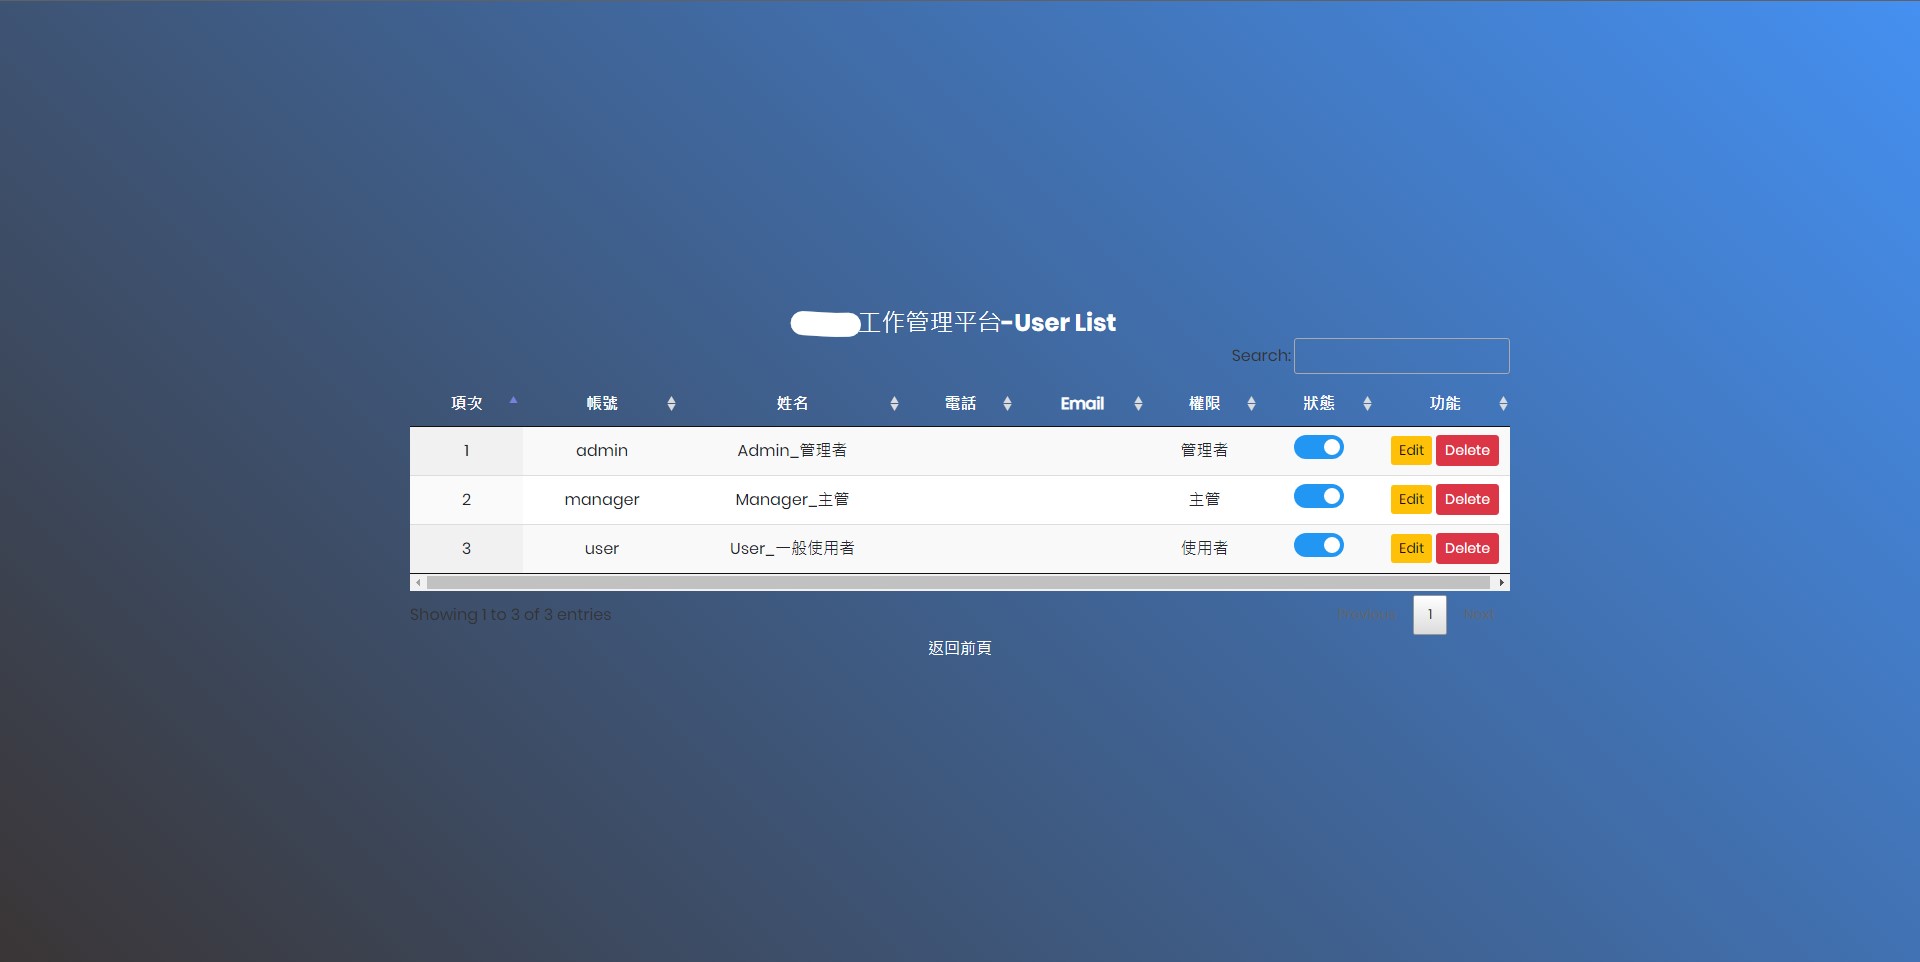 工作管理平台-User List
Search:
項次 帳號 姓名 電話 Email 權限 狀態 功能
1 admin Admin_管理者 管理者 Edit Delete
2 manager Manager_主管 主管 Edit Delete
3 user User_一般使用者 使用者 Edit Delete
Showing 1 to 3 of 3 entries Previous 1 Next
返回前頁